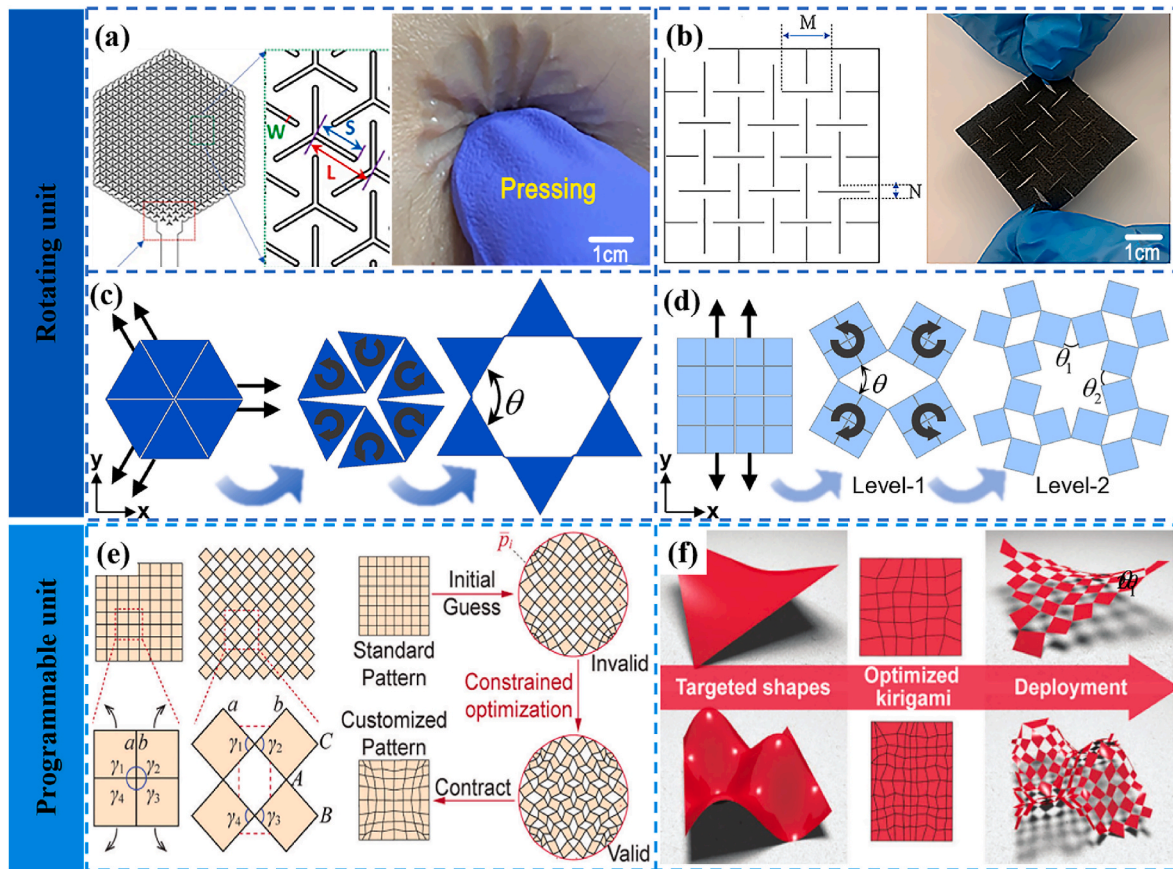 Rotating unit
(a)
W
S
L
Pressing
1cm
(b)
M
N
1cm
(c)
θ
y
x
(d)
θ
θ1
θ2
y
x
Level-1
Level-2
Programmable unit
(e)
a b
γ1 γ2
γ4 γ3
a b
γ1 γ2 C
A
γ4 γ3 B
Standard
Pattern
Initial
Guess
p̅i
Invalid
Constrained
optimization
Customized
Pattern
Contract
Valid
(f)
Targeted shapes
Optimized
kirigami
Deployment